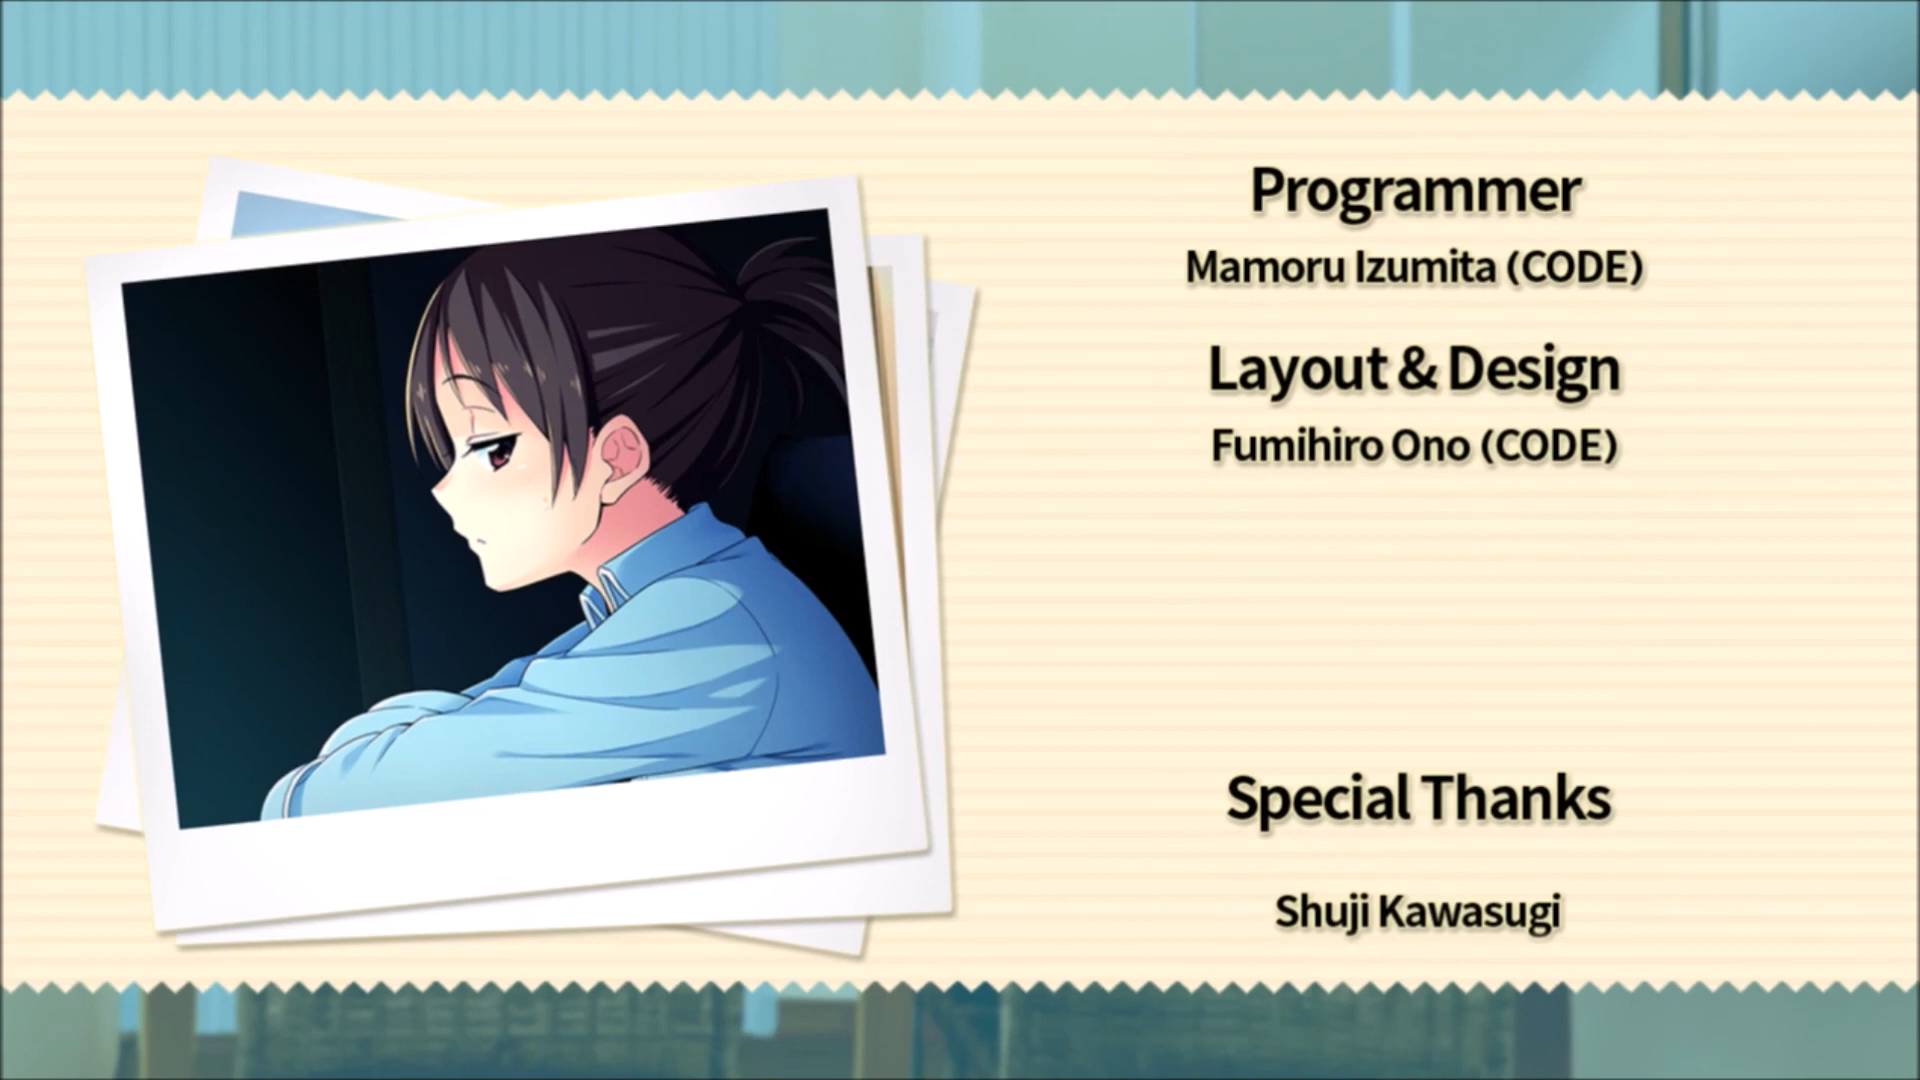 Programmer
Mamoru Izumita (CODE)
Layout & Design
Fumihiro Ono (CODE)
Special Thanks
Shuji Kawasugi